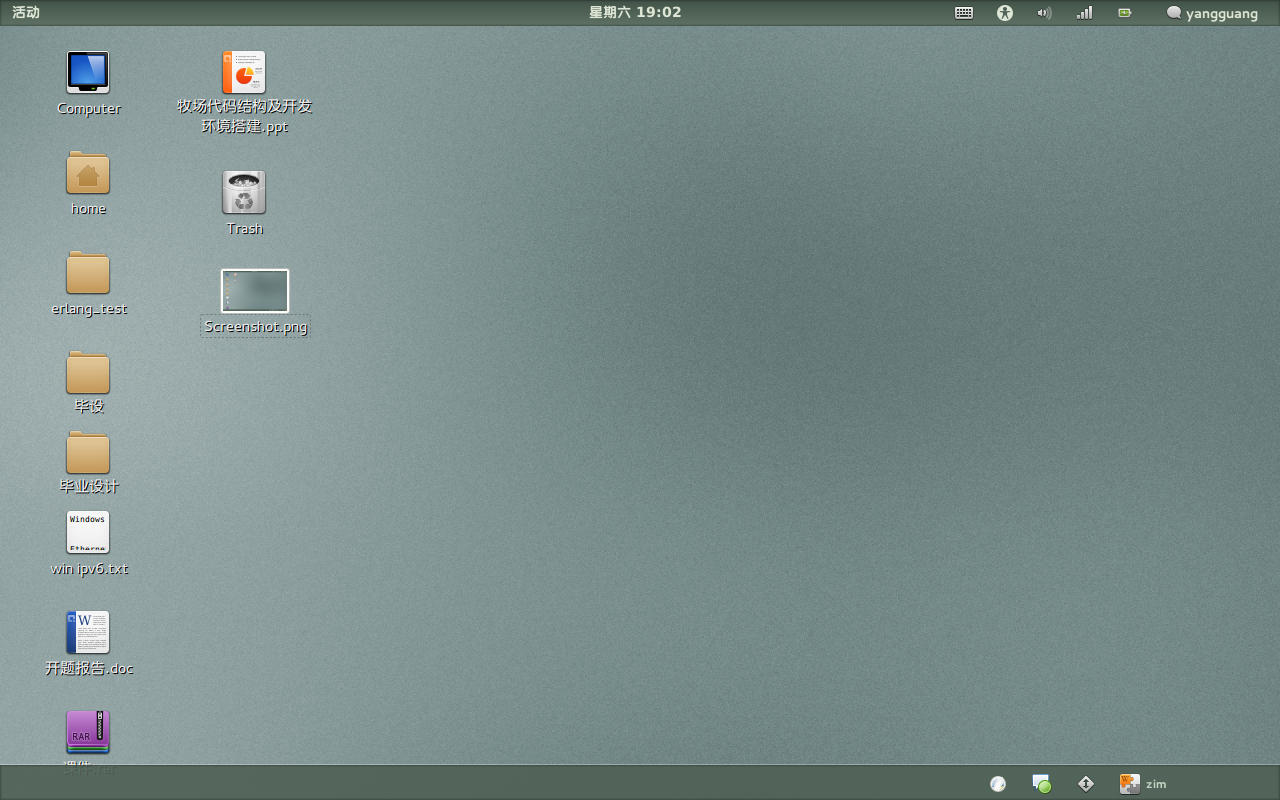 活动
星期六 19:02
yangguang
Computer
牧场代码结构及开发
环境搭建.ppt
home
Trash
erlang_test
Screenshot.png
毕设
毕业设计
Windows
Etherne
win ipv6.txt
W
开题报告.doc
RAR
zim